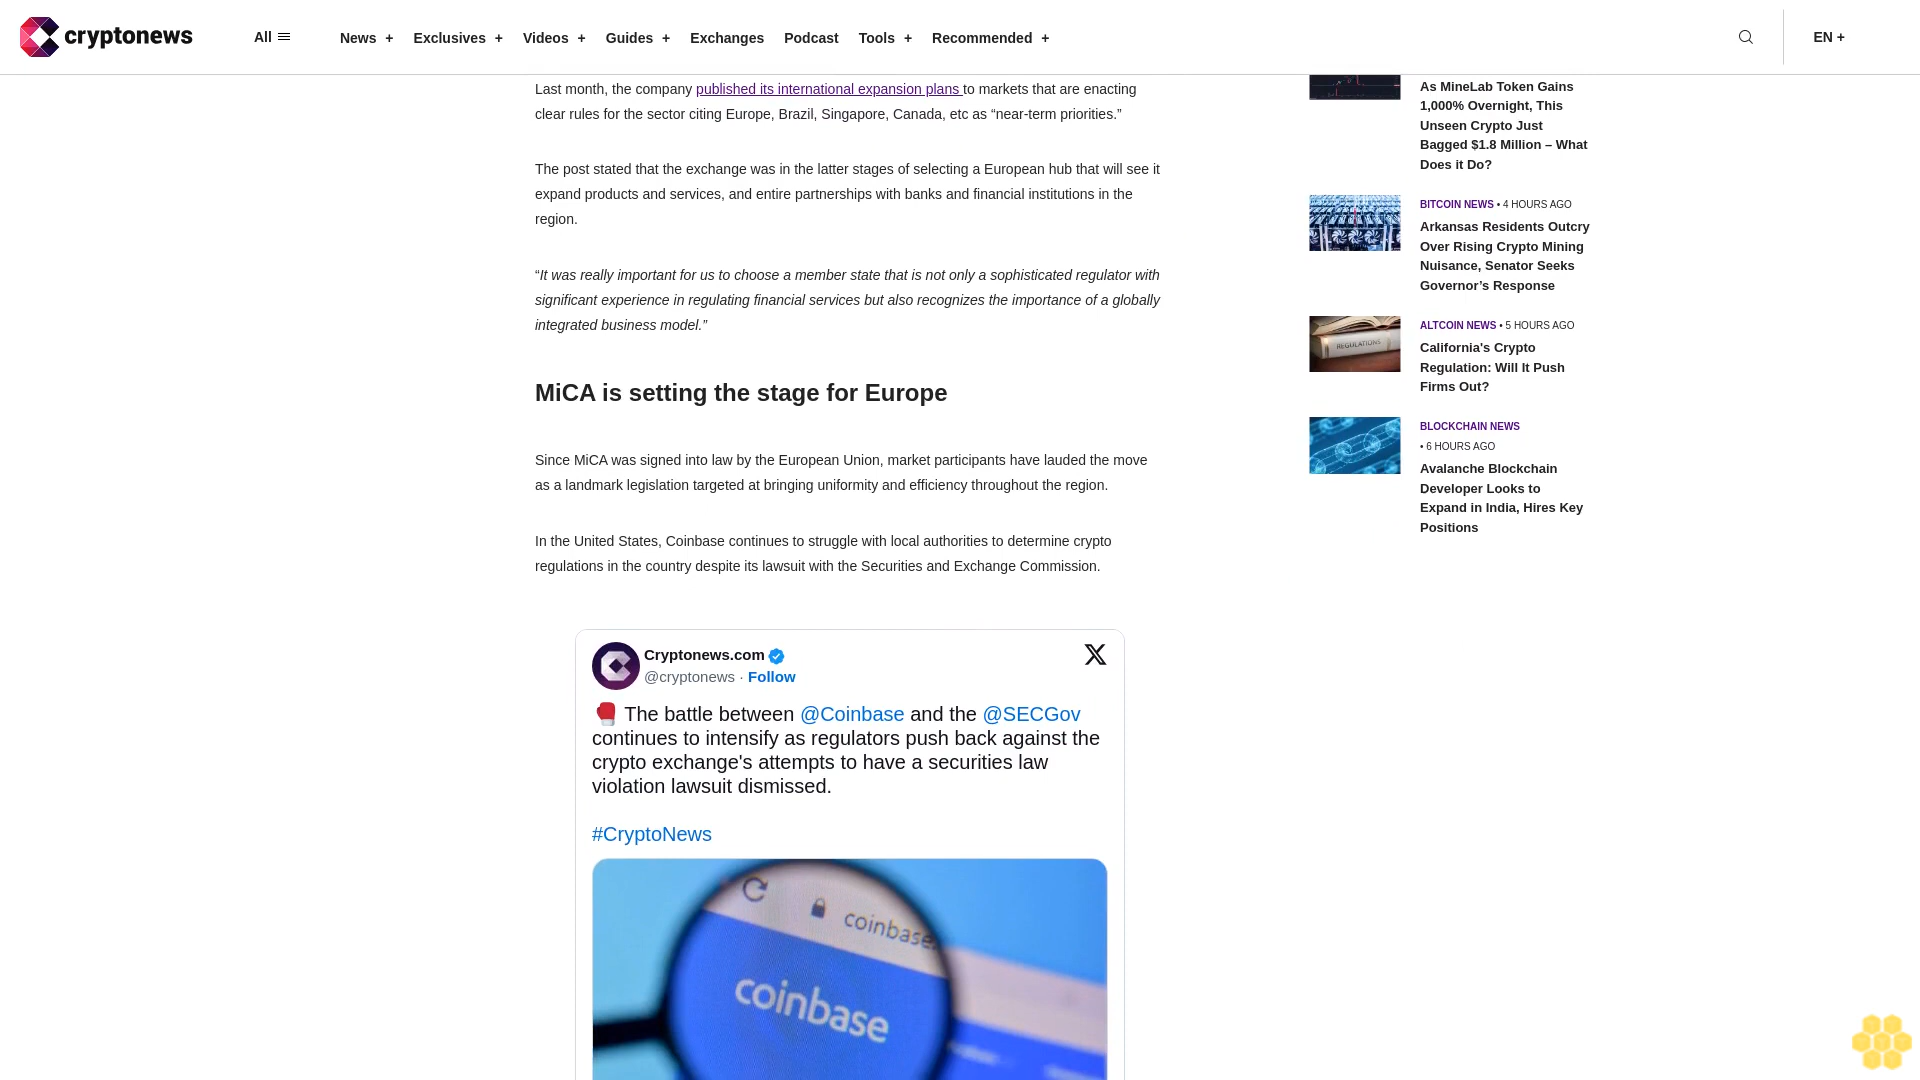 cryptonews
All
News +
Exclusives +
Videos +
Guides +
Exchanges
Podcast
Tools +
Recommended +
EN +
Last month, the company published its international expansion plans to markets that are enacting
clear rules for the sector citing Europe, Brazil, Singapore, Canada, etc as “near-term priorities.”
The post stated that the exchange was in the latter stages of selecting a European hub that will see it
expand products and services, and entire partnerships with banks and financial institutions in the
region.
“It was really important for us to choose a member state that is not only a sophisticated regulator with
significant experience in regulating financial services but also recognizes the importance of a globally
integrated business model.”
MiCA is setting the stage for Europe
Since MiCA was signed into law by the European Union, market participants have lauded the move
as a landmark legislation targeted at bringing uniformity and efficiency throughout the region.
In the United States, Coinbase continues to struggle with local authorities to determine crypto
regulations in the country despite its lawsuit with the Securities and Exchange Commission.
Cryptonews.com
@cryptonews · Follow
The battle between @Coinbase and the @SECGov
continues to intensify as regulators push back against the
crypto exchange's attempts to have a securities law
violation lawsuit dismissed.
#CryptoNews
coinbase.
coinbase
As MineLab Token Gains
1,000% Overnight, This
Unseen Crypto Just
Bagged $1.8 Million – What
Does it Do?
BITCOIN NEWS • 4 HOURS AGO
Arkansas Residents Outcry
Over Rising Crypto Mining
Nuisance, Senator Seeks
Governor’s Response
REGULATIONS
ALTCOIN NEWS • 5 HOURS AGO
California's Crypto
Regulation: Will It Push
Firms Out?
BLOCKCHAIN NEWS
• 6 HOURS AGO
Avalanche Blockchain
Developer Looks to
Expand in India, Hires Key
Positions